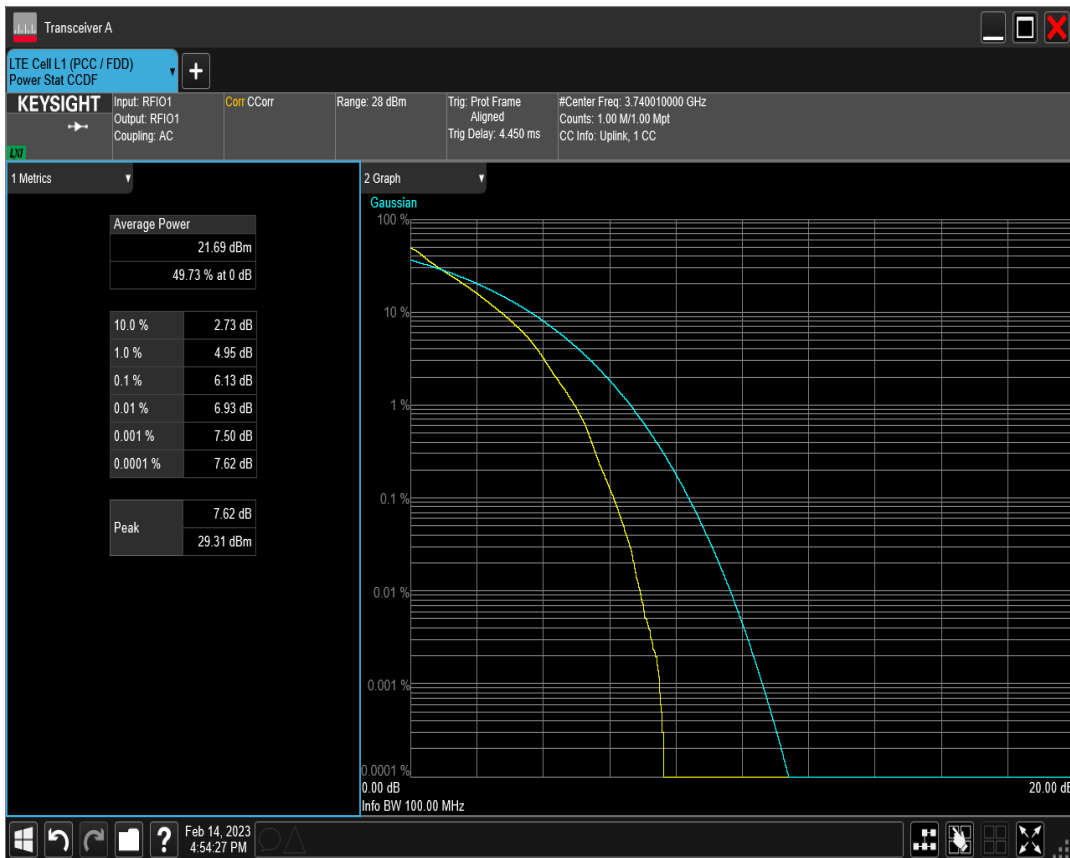 Transceiver A
LTE Cell L1 (PCC / FDD)
Power Stat CCDF
+
KEYSIGHT
LXI
Input: RFIO1
Output: RFIO1
Coupling: AC
Corr CCorr
Range: 28 dBm
Trig: Prot Frame
Aligned
Trig Delay: 4.450 ms
#Center Freq: 3.740010000 GHz
Counts: 1.00 M/1.00 Mpt
CC Info: Uplink, 1 CC
1 Metrics
Average Power
21.69 dBm
49.73 % at 0 dB
10.0 % 2.73 dB
1.0 % 4.95 dB
0.1 % 6.13 dB
0.01 % 6.93 dB
0.001 % 7.50 dB
0.0001 % 7.62 dB
Peak
7.62 dB
29.31 dBm
2 Graph
Gaussian
100 %
10 %
1 %
0.1 %
0.01 %
0.001 %
0.0001 %
0.00 dB
20.00 dB
Info BW 100.00 MHz
?
Feb 14, 2023
4:54:27 PM